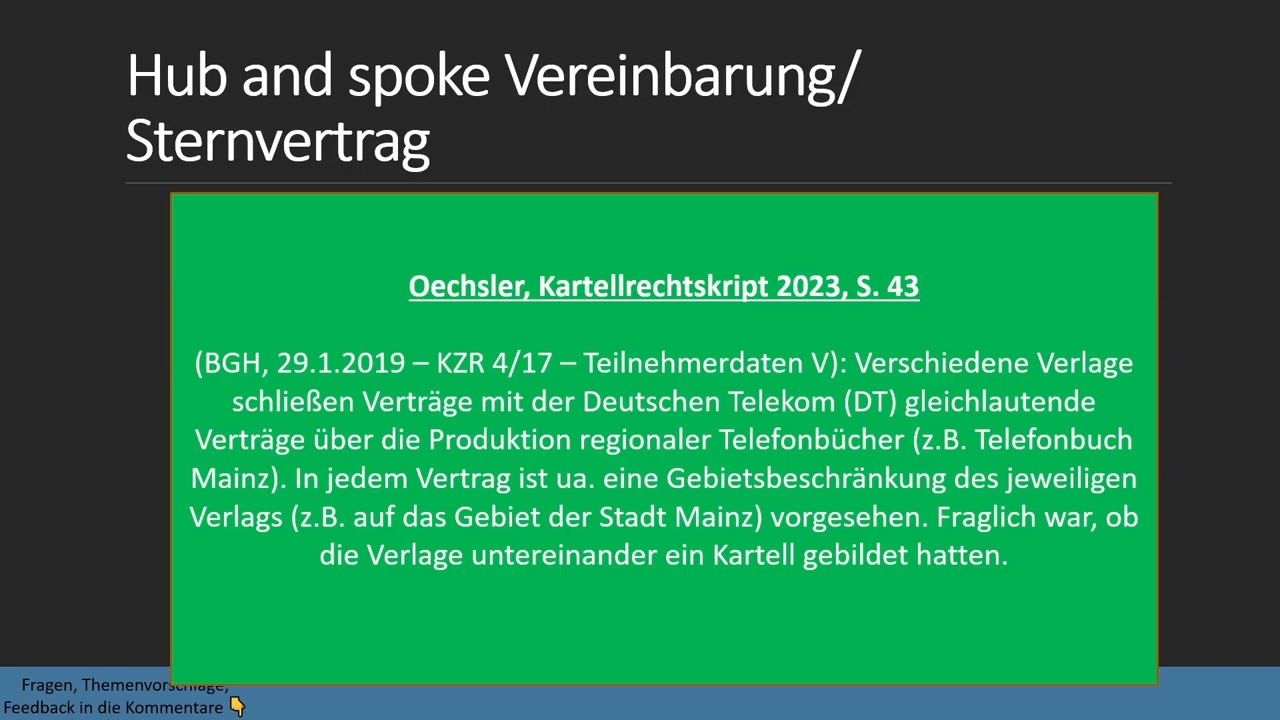 Hub and spoke Vereinbarung/
Sternvertrag
Oechsler, Kartellrechtskript 2023, S. 43
(BGH, 29.1.2019 – KZR 4/17 – Teilnehmerdaten V): Verschiedene Verlage
schließen Verträge mit der Deutschen Telekom (DT) gleichlautende
Verträge über die Produktion regionaler Telefonbücher (z.B. Telefonbuch
Mainz). In jedem Vertrag ist ua. eine Gebietsbeschränkung des jeweiligen
Verlags (z.B. auf das Gebiet der Stadt Mainz) vorgesehen. Fraglich war, ob
die Verlage untereinander ein Kartell gebildet hatten.
Fragen, Themenvorschläge,
Feedback in die Kommentare 👇